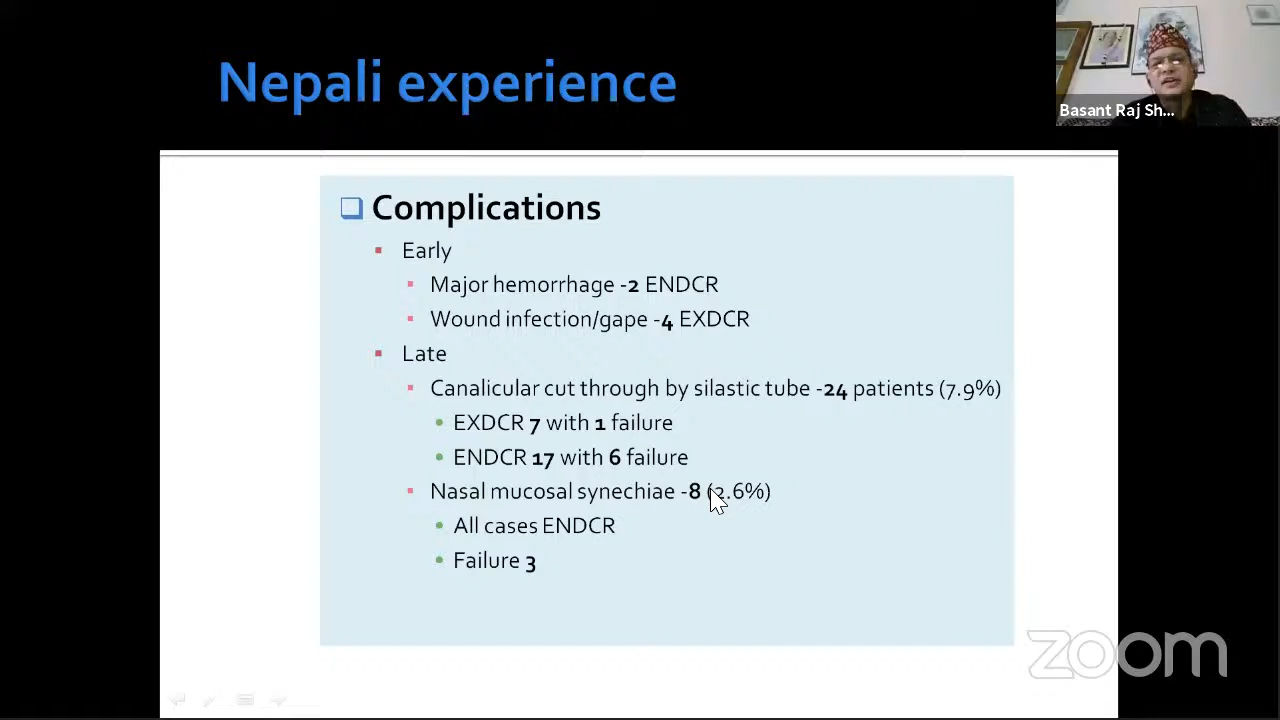 Nepali experience
Basant Raj Sh...
Complications
Early
Major hemorrhage -2 ENDCR
Wound infection/gape -4 EXDCR
Late
Canalicular cut through by silastic tube -24 patients (7.9%)
EXDCR 7 with 1 failure
ENDCR 17 with 6 failure
Nasal mucosal synechiae -8 (2.6%)
All cases ENDCR
Failure 3
zoom